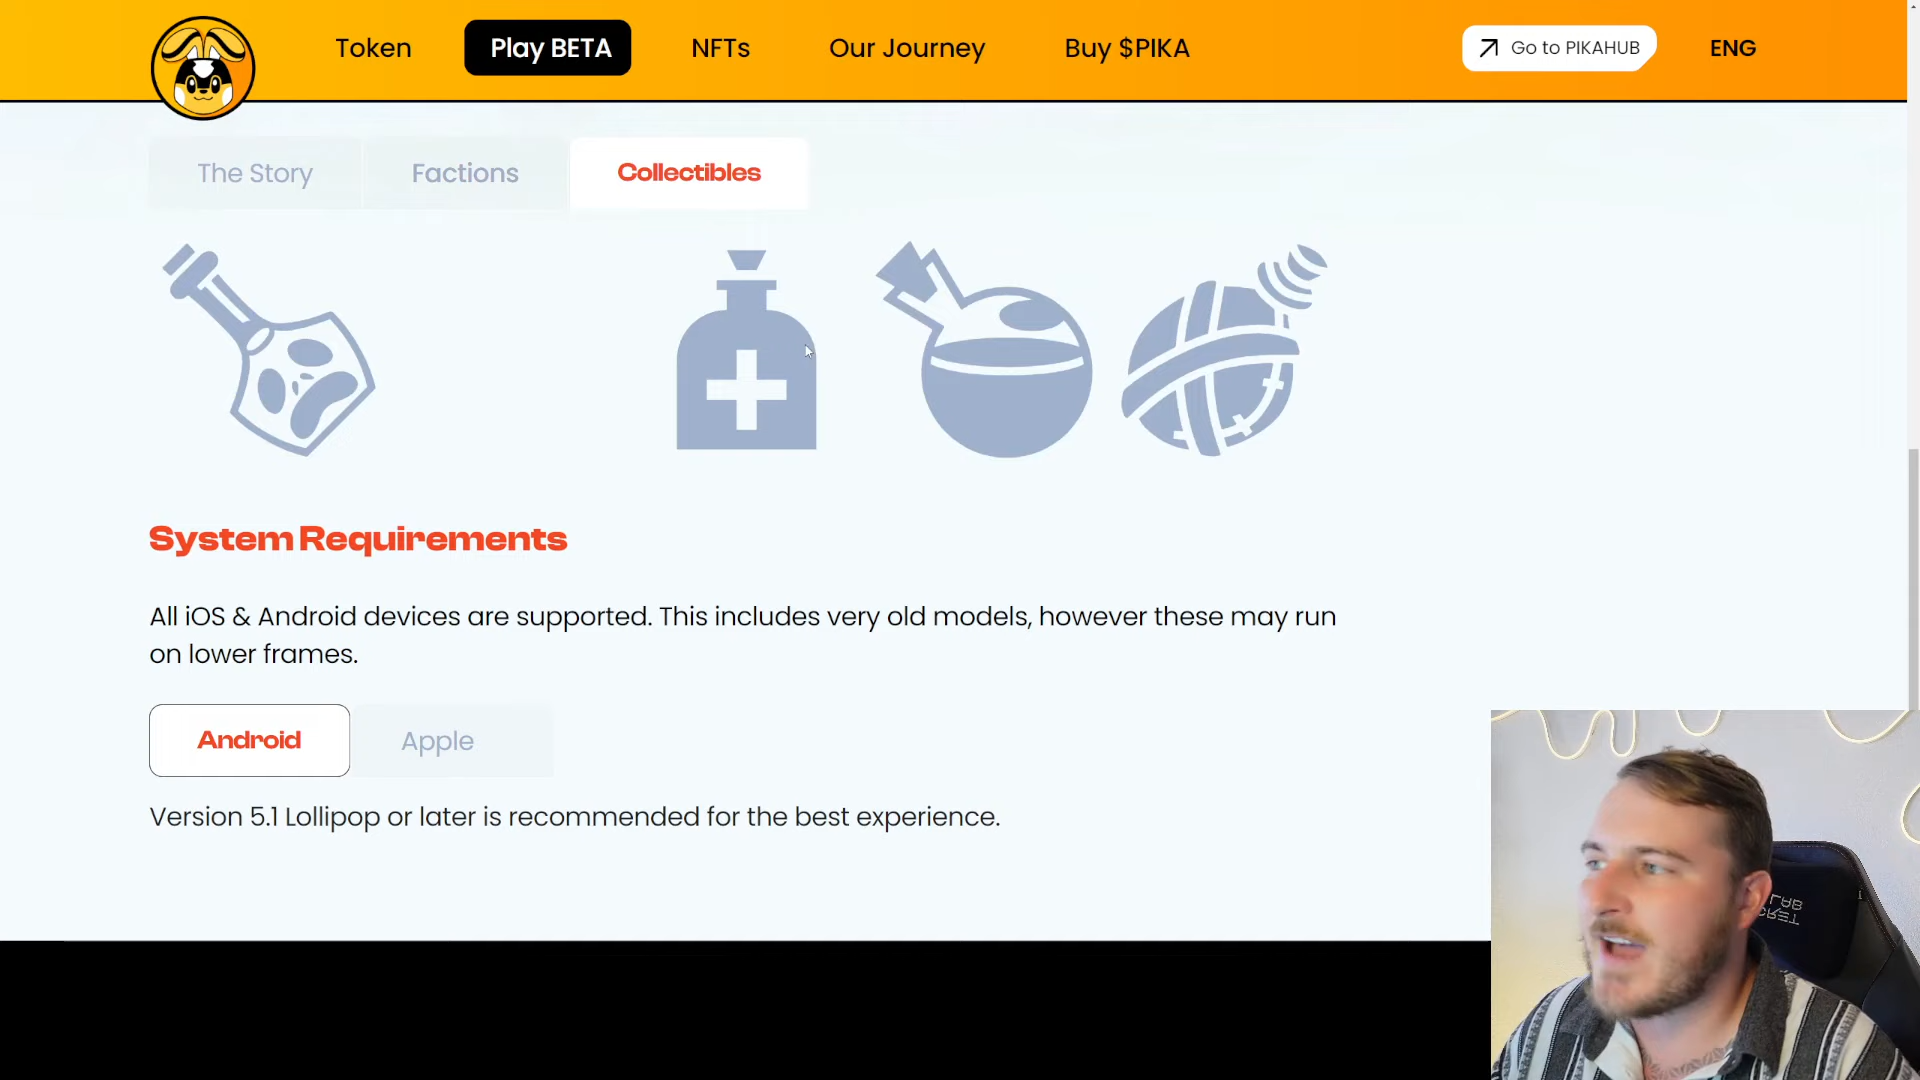 Token
Play BETA
NFTs
Our Journey
Buy $PIKA
Go to PIKAHUB
ENG
The Story
Factions
Collectibles
System Requirements
All iOS & Android devices are supported. This includes very old models, however these may run
on lower frames.
Android
Apple
Version 5.1 Lollipop or later is recommended for the best experience.